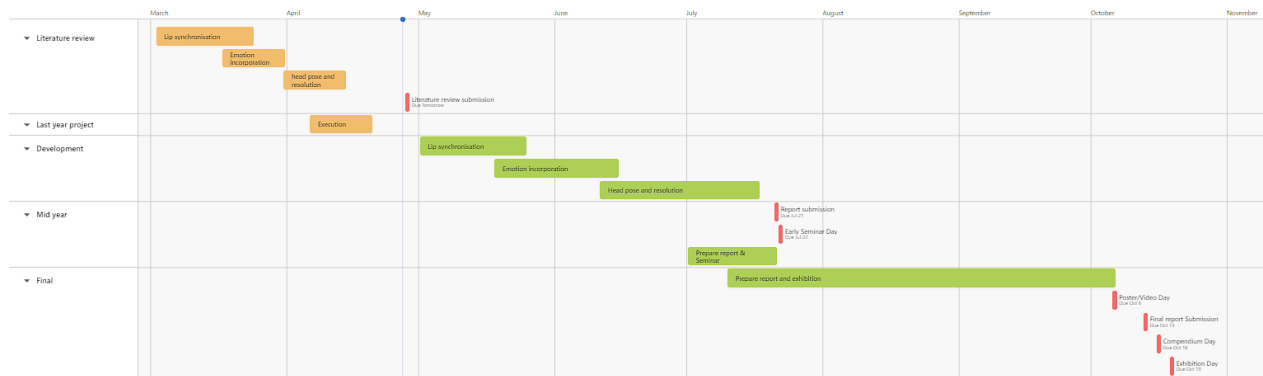 March April May June July August September October November
Literature review
Lip synchronisation
Emotion
Incorporation
head pose and
resolution
Literature review submission
Due Tomorrow
Last year project
Execution
Development
Lip synchronisation
Emotion incorporation
Head pose and resolution
Mid year
Report submission
Due Jul 21
Early Seminar Day
Due Jul 22
Prepare report &
Seminar
Final
Prepare report and exhibition
Poster/Video Day
Due Oct 6
Final report Submission
Due Oct 13
Compendium Day
Due Oct 16
Exhibition Day
Due Oct 19